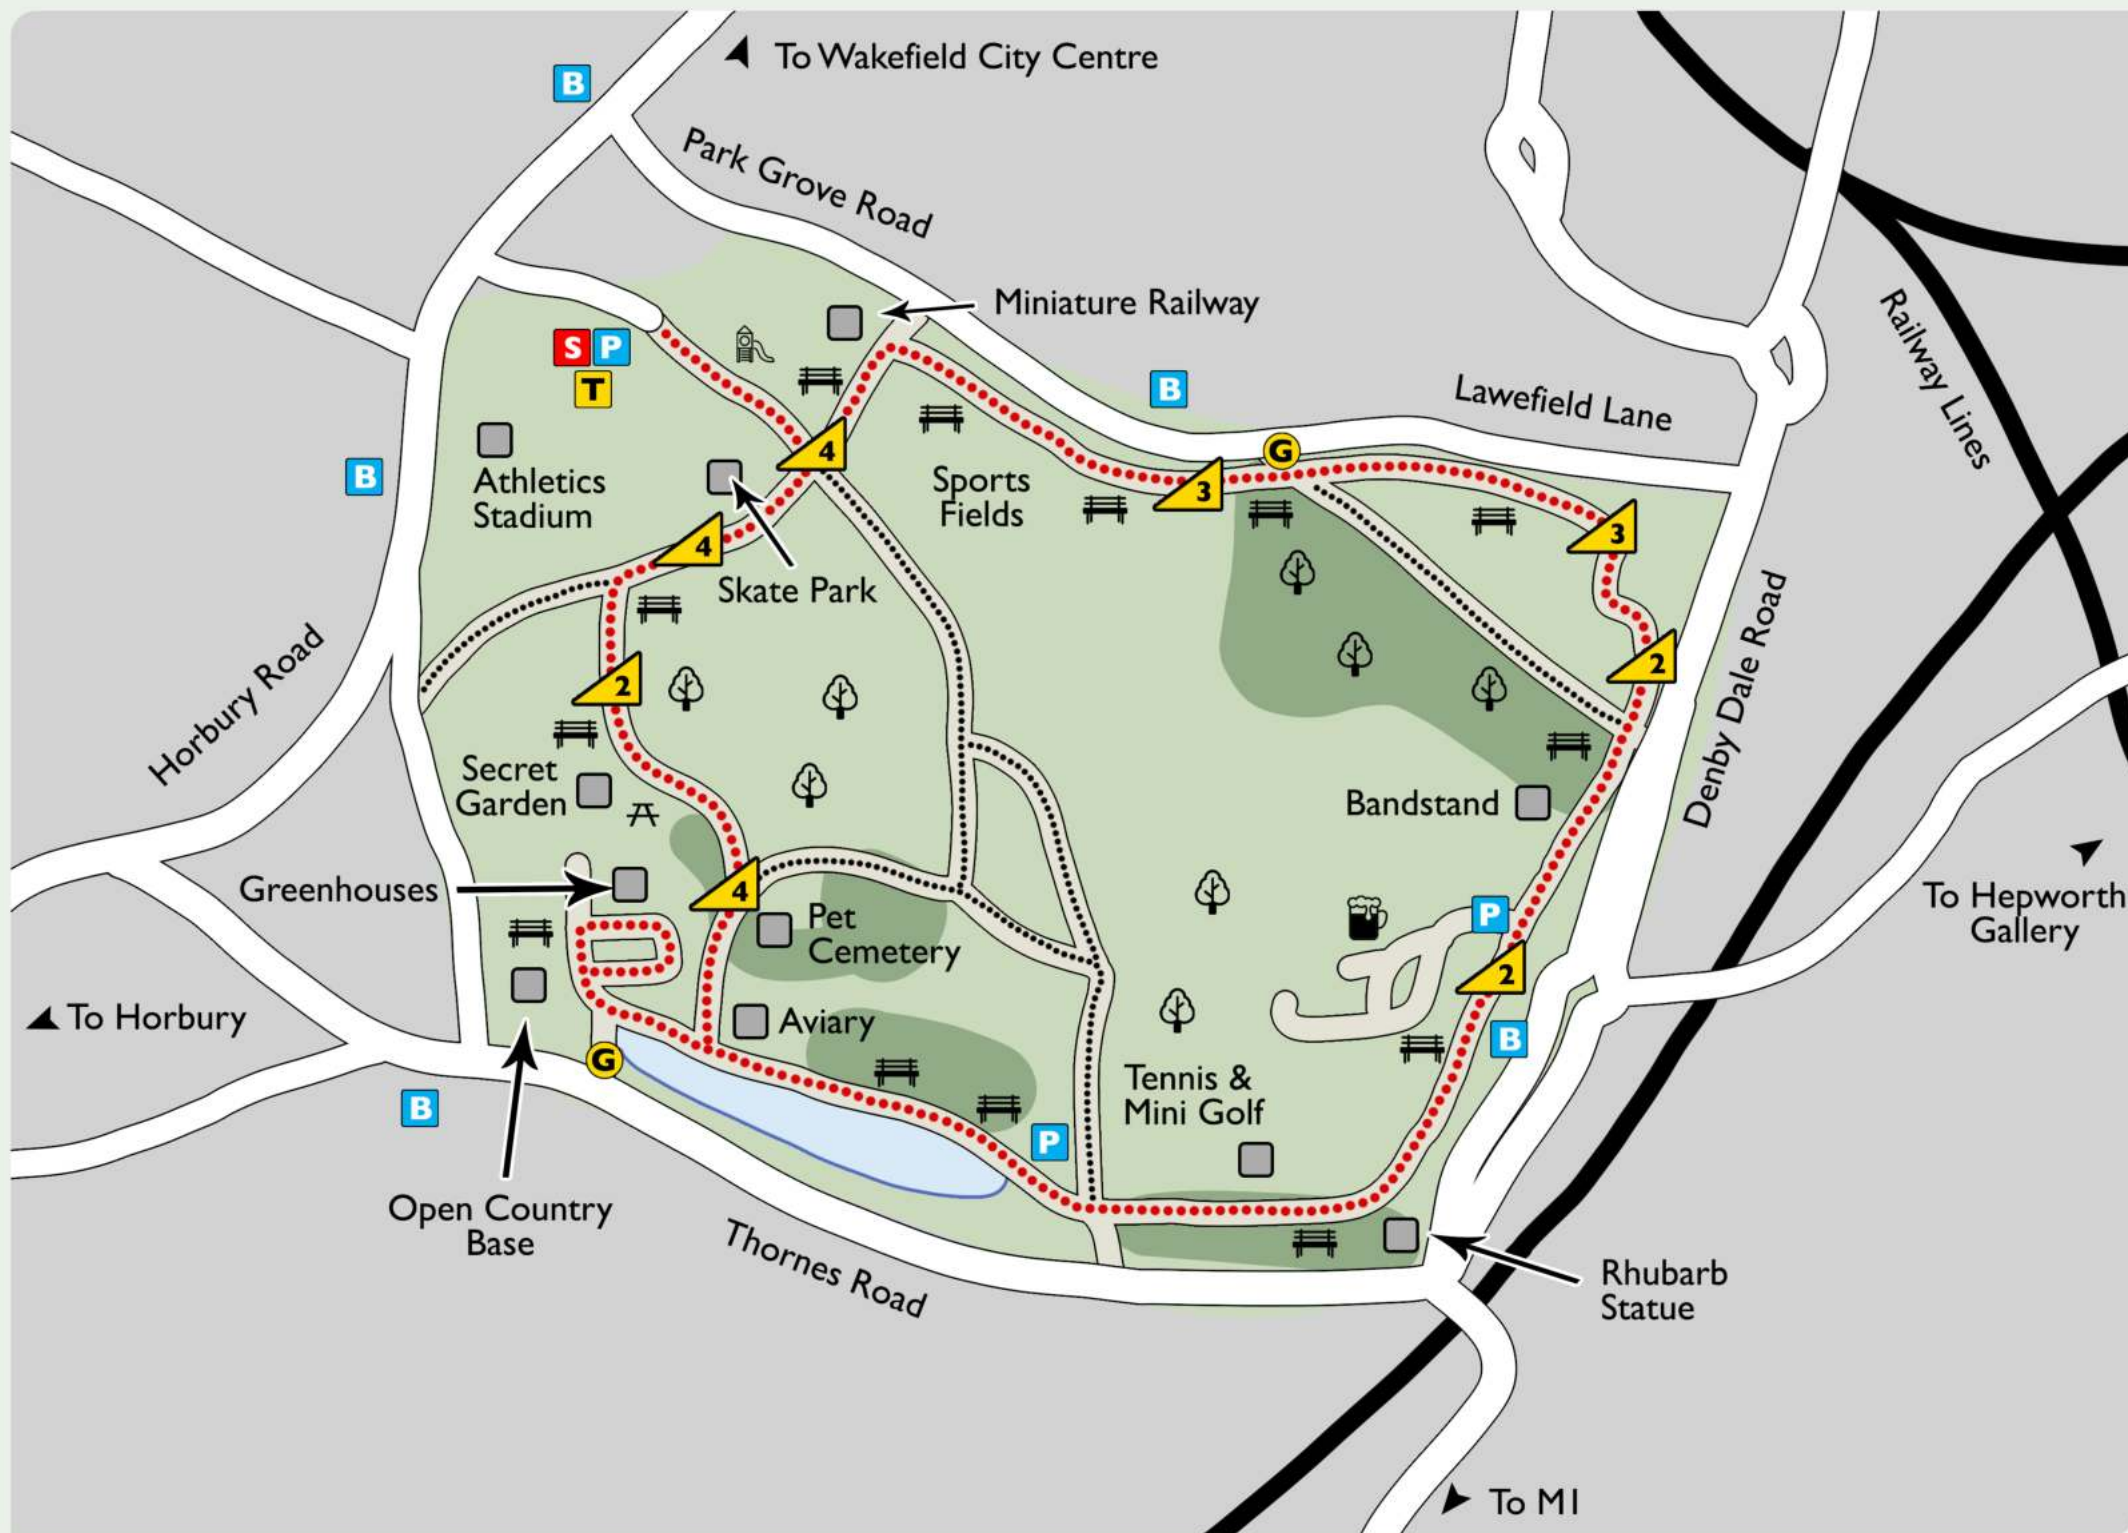 To Wakefield City Centre
B
Park Grove Road
Miniature Railway
Railway Lines
S P
T
B
Lawefield Lane
4
G
Athletics
Stadium
B
Sports
Fields
3
3
4
Skate Park
Horbury Road
2
2
Denby Dale Road
Secret
Garden
Bandstand
Greenhouses
4
Pet
Cemetery
P
To Hepworth
Gallery
2
To Horbury
Aviary
B
G
B
Tennis &
Mini Golf
P
Open Country
Base
Thornes Road
Rhubarb
Statue
To M1